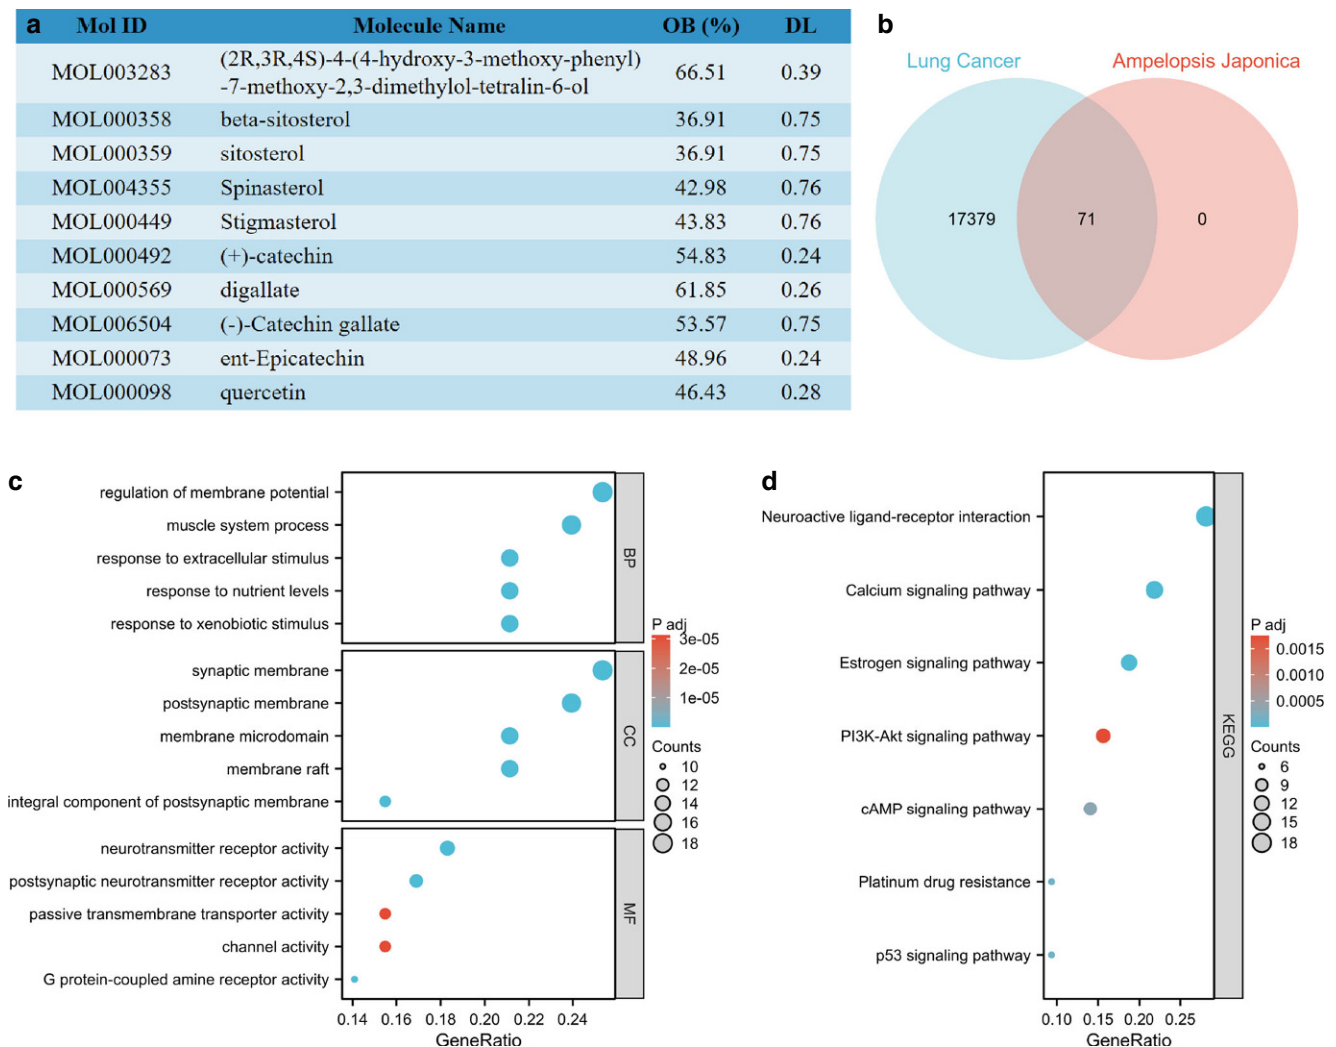 a Mol ID Molecule Name OB (%) DL
MOL003283 (2R,3R,4S)-4-(4-hydroxy-3-methoxy-phenyl)
-7-methoxy-2,3-dimethylol-tetralin-6-ol 66.51 0.39
MOL000358 beta-sitosterol 36.91 0.75
MOL000359 sitosterol 36.91 0.75
MOL004355 Spinasterol 42.98 0.76
MOL000449 Stigmasterol 43.83 0.76
MOL000492 (+)-catechin 54.83 0.24
MOL000569 digallate 61.85 0.26
MOL006504 (-)-Catechin gallate 53.57 0.75
MOL000073 ent-Epicatechin 48.96 0.24
MOL000098 quercetin 46.43 0.28
b
Lung Cancer Ampelopsis Japonica
17379 71 0
c
regulation of membrane potential
muscle system process
response to extracellular stimulus
response to nutrient levels
response to xenobiotic stimulus
BP
synaptic membrane
postsynaptic membrane
membrane microdomain
membrane raft
integral component of postsynaptic membrane
CC
neurotransmitter receptor activity
postsynaptic neurotransmitter receptor activity
passive transmembrane transporter activity
channel activity
G protein-coupled amine receptor activity
MF
0.14 0.16 0.18 0.20 0.22 0.24
GeneRatio
P adj
3e-05
2e-05
1e-05
Counts
10
12
14
16
18
d
Neuroactive ligand-receptor interaction
Calcium signaling pathway
Estrogen signaling pathway
PI3K-Akt signaling pathway
cAMP signaling pathway
Platinum drug resistance
p53 signaling pathway
KEGG
0.10 0.15 0.20 0.25
GeneRatio
P adj
0.0015
0.0010
0.0005
Counts
6
9
12
15
18